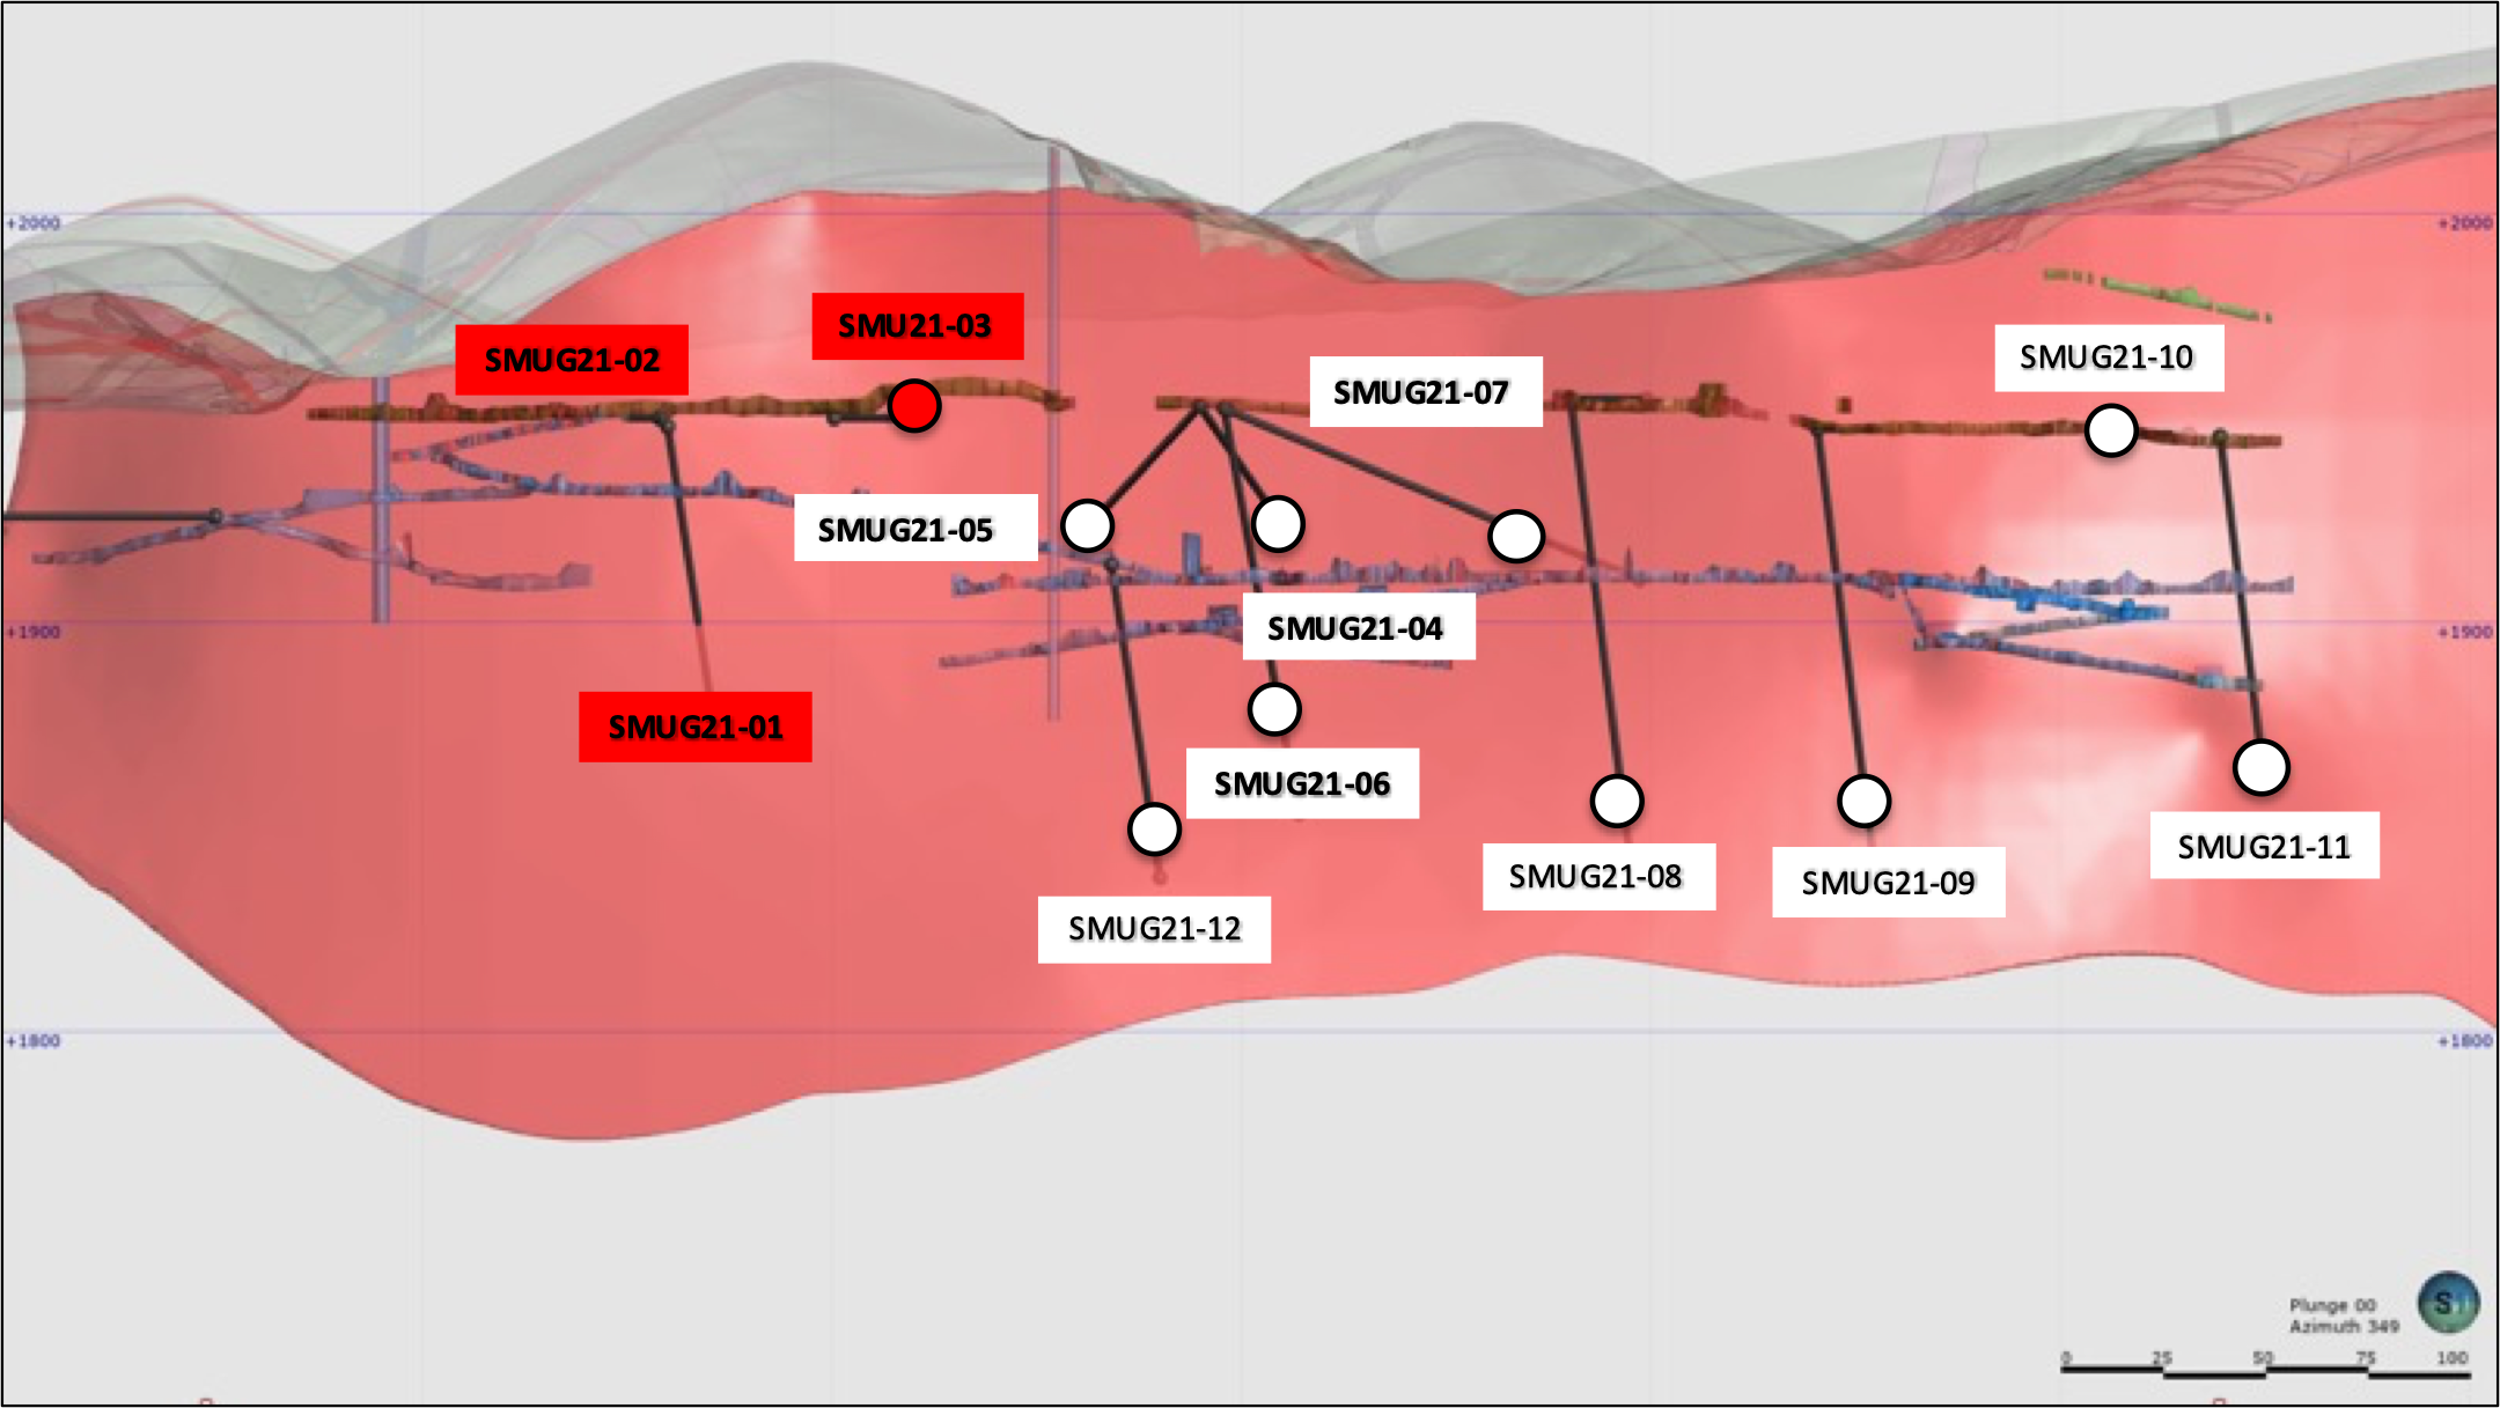 +2000
+2000
SMU21-03
SMUG21-02
SMUG21-10
SMUG21-07
SMUG21-05
+1900
SMUG21-04
+1900
SMUG21-01
SMUG21-06
SMUG21-11
SMUG21-08
SMUG21-09
SMUG21-12
+1800
+1800
Plunge 00
Azimuth 349
S
0 25 50 75 100